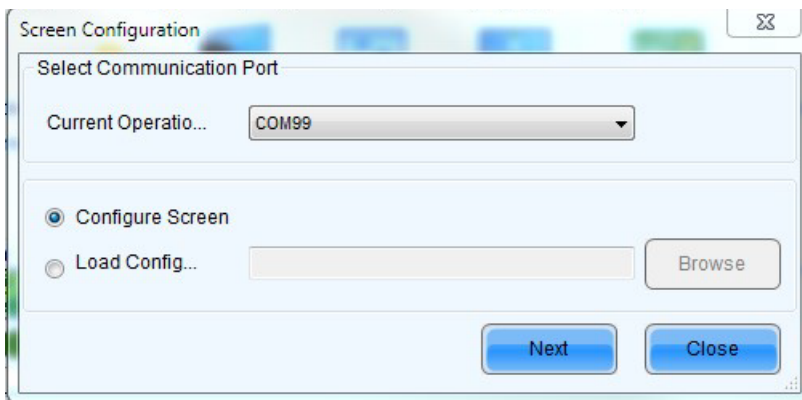 Screen Configuration
Select Communication Port
Current Operatio...
COM99
Configure Screen
Load Config...
Browse
Next
Close